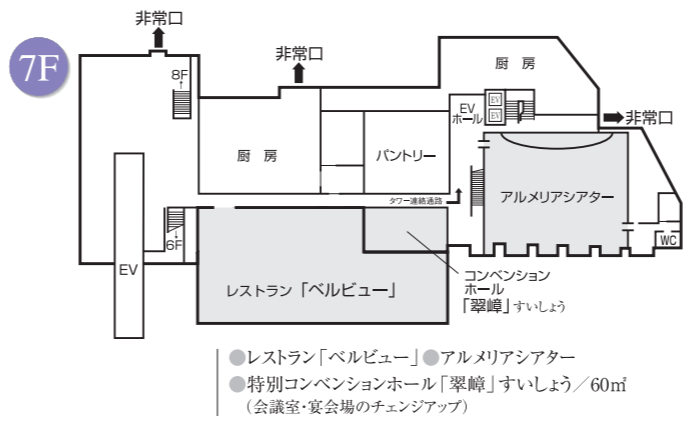 7F
非常口
非常口
非常口
8F
厨 房
厨 房
パントリー
EV
ホール
EV
EV
タワー連絡通路
アルメリアシアター
WC
6F
EV
レストラン「ベルビュー」
コンベンション
ホール
「翠嶂」すいしょう
●レストラン「ベルビュー」●アルメリアシアター
●特別コンベンションホール「翠嶂」すいしょう/60㎡
(会議室・宴会場のチェンジアップ)